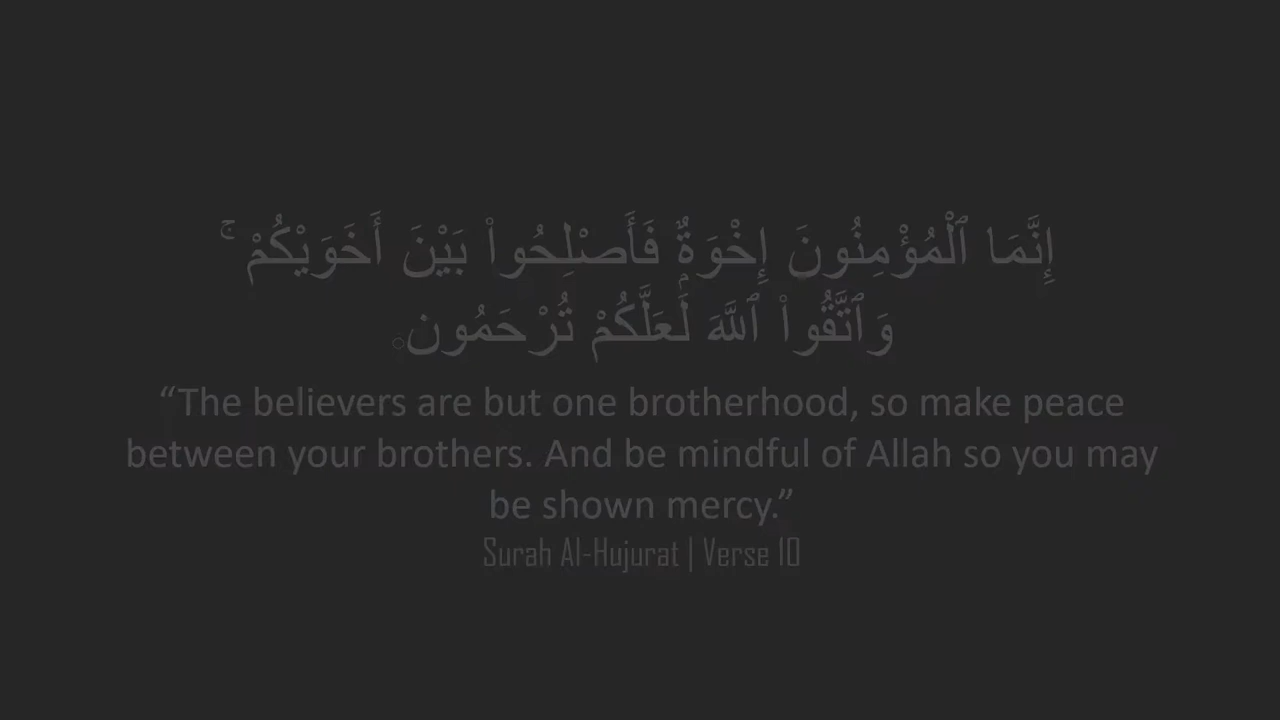 إِنَّمَا ٱلْمُؤْمِنُونَ إِخْوَةٌ فَأَصْلِحُوا۟ بَيْنَ أَخَوَيْكُمْ ۚ
وَٱتَّقُوا۟ ٱللَّهَ لَعَلَّكُمْ تُرْحَمُون
“The believers are but one brotherhood, so make peace
between your brothers. And be mindful of Allah so you may
be shown mercy.”
Surah Al-Hujurat | Verse 10